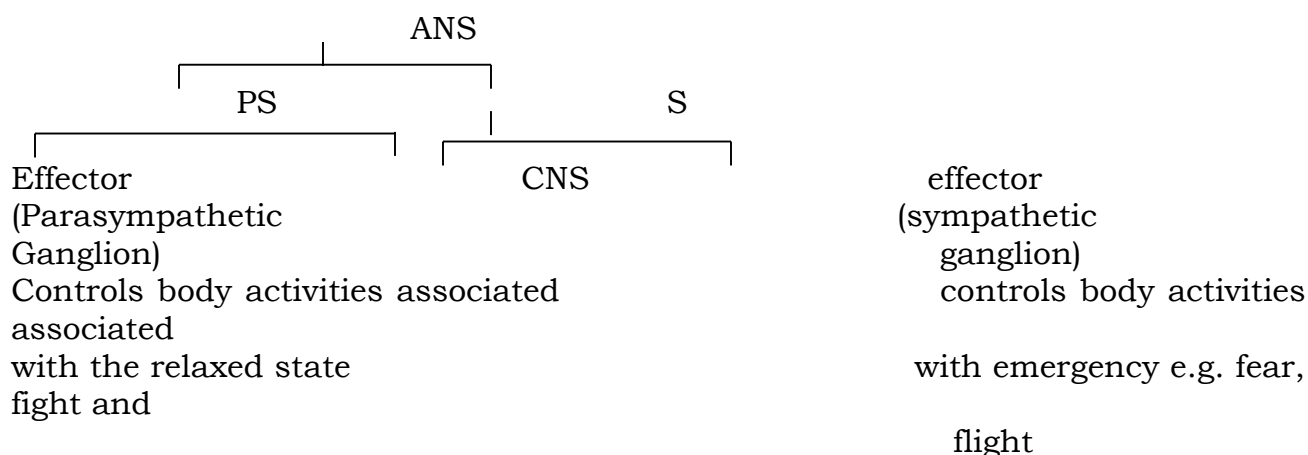 ANS
PS S
Effector CNS effector
(Parasympathetic (sympathetic
Ganglion) ganglion)
Controls body activities associated controls body activities
associated
with the relaxed state with emergency e.g. fear,
fight and
flight